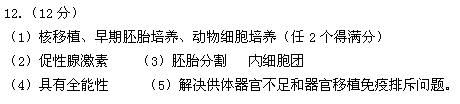 12.（12分）
（1）核移植、早期胚胎培养、动物细胞培养（任2个得满分）
（2）促性腺激素　　（3）胚胎分割　内细胞团
（4）具有全能性　　（5）解决供体器官不足和器官移植免疫排斥问题。